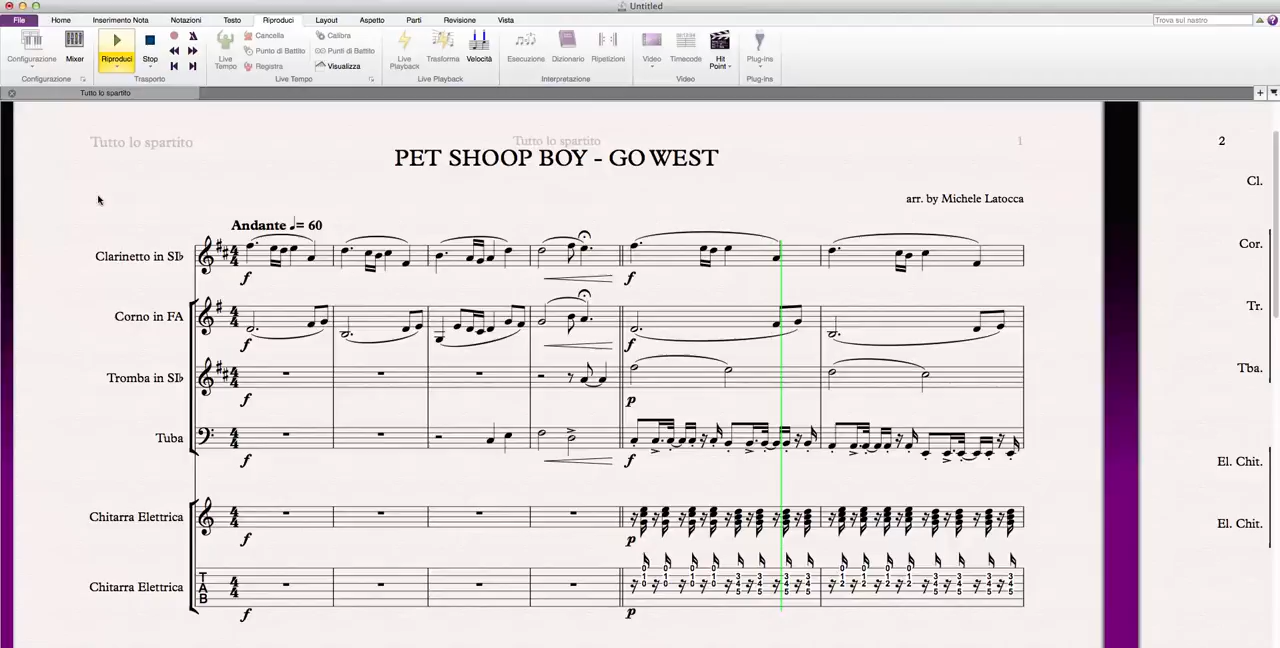 Untitled
File Home Inserimento Nota Notazioni Testo Riproduci Layout Aspetto Parti Revisione Vista Trova sul nastro
Configurazione Mixer Riproduci Stop Live Tempo Cancella Punto di Battito Registra Calibra Punti di Battito Visualizza Live Playback Trasforma Velocità Esecuzione Dizionario Ripetizioni Video Timecode Hit Point Plug-ins
Configurazione Trasporto Live Tempo Live Playback Interpretazione Video Plug-ins
Tutto lo spartito
Tutto lo spartito Tutto lo spartito 1 2
PET SHOOP BOY - GO WEST
arr. by Michele Latocca
Andante ♩= 60
Clarinetto in SI♭
f f
Corno in FA
f f
Tromba in SI♭
f p
Tuba
f f
Chitarra Elettrica
f p
Chitarra Elettrica
f p
Cl.
Cor.
Tr.
Tba.
El. Chit.
El. Chit.